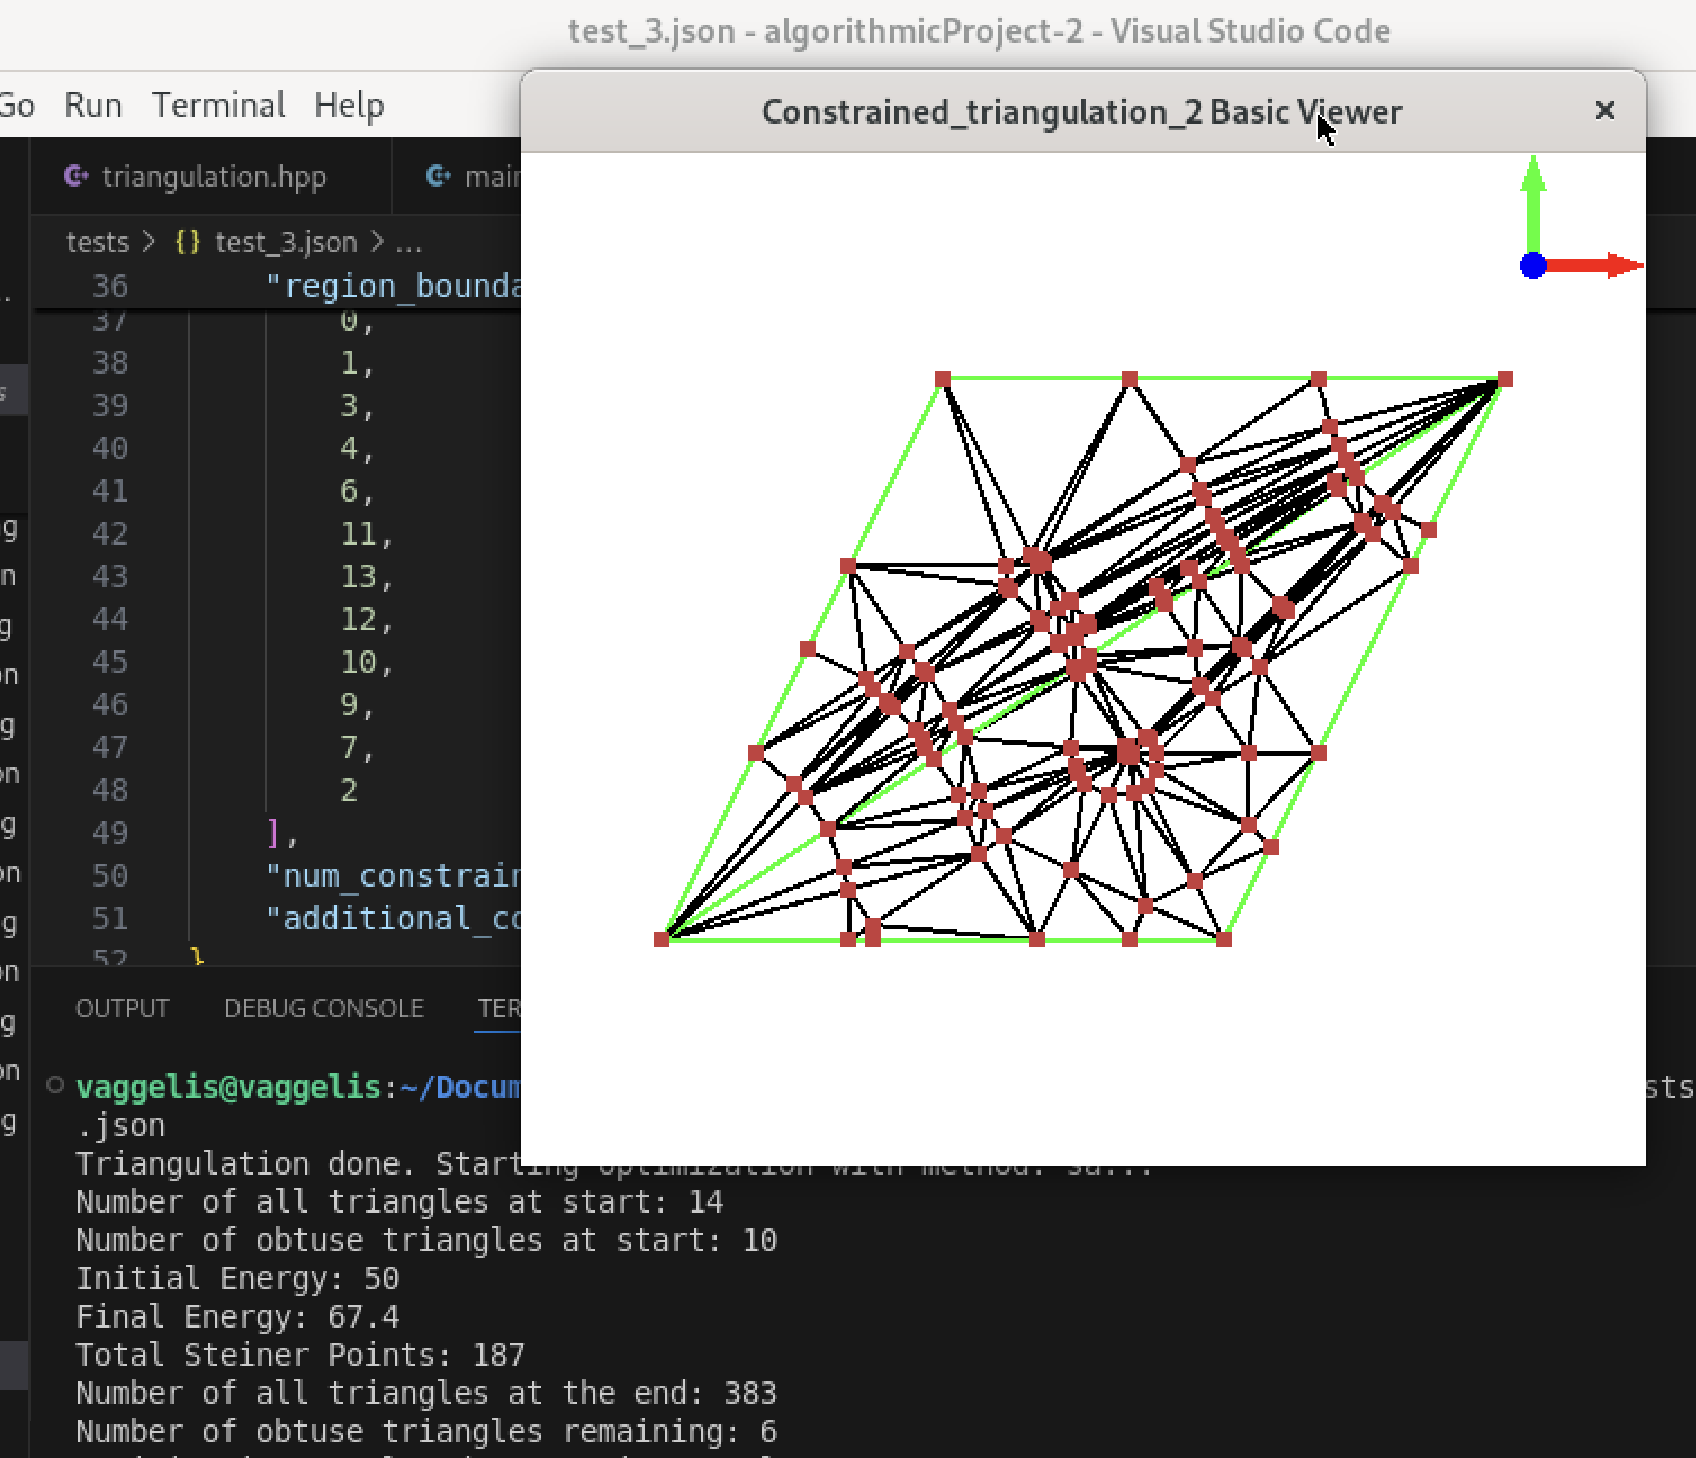 test_3.json - algorithmicProject-2 - Visual Studio Code
Go Run Terminal Help
Constrained_triangulation_2 Basic Viewer
triangulation.hpp
tests > {} test_3.json > ...
36 "region_bounda
37 0,
38 1,
39 3,
40 4,
41 6,
42 11,
43 13,
44 12,
45 10,
46 9,
47 7,
48 2
49 ],
50 "num_constrain
51 "additional_co
52 }
OUTPUT DEBUG CONSOLE TER
vaggelis@vaggelis:~/Docum sts
.json
Triangulation done. Starting optimization with method: sa...
Number of all triangles at start: 14
Number of obtuse triangles at start: 10
Initial Energy: 50
Final Energy: 67.4
Total Steiner Points: 187
Number of all triangles at the end: 383
Number of obtuse triangles remaining: 6